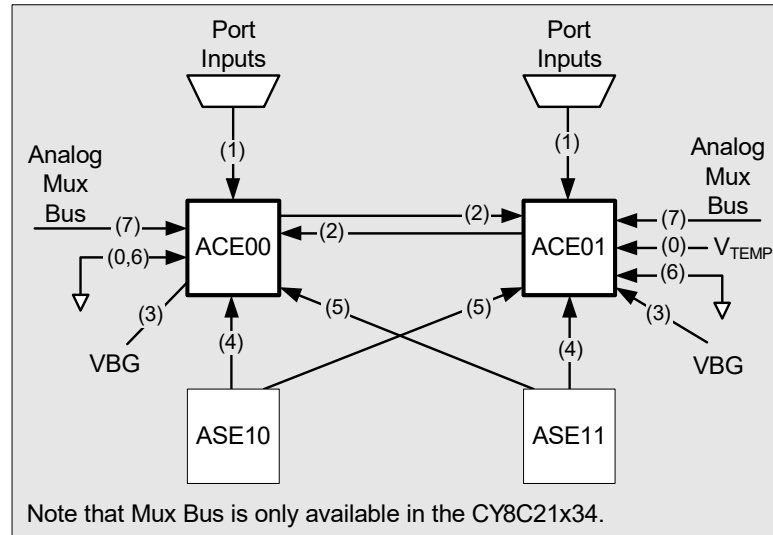 Port
Inputs
Port
Inputs
(1)
(1)
Analog
Mux
Bus
Analog
Mux
Bus
(7)
(2)
(7)
ACE00
(2)
ACE01
(0)
VTEMP
(0,6)
(6)
(3)
(5)
(5)
(3)
VBG
(4)
(4)
VBG
ASE10
ASE11
Note that Mux Bus is only available in the CY8C21x34.